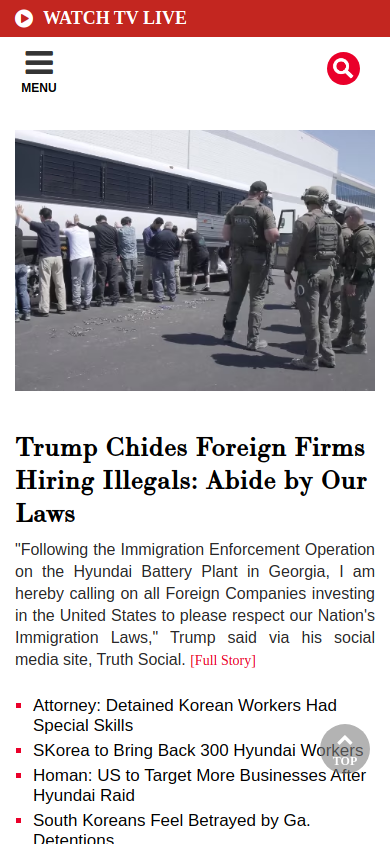 WATCH TV LIVE
MENU
Trump Chides Foreign Firms
Hiring Illegals: Abide by Our
Laws
"Following the Immigration Enforcement Operation
on the Hyundai Battery Plant in Georgia, I am
hereby calling on all Foreign Companies investing
in the United States to please respect our Nation's
Immigration Laws," Trump said via his social
media site, Truth Social. [Full Story]
Attorney: Detained Korean Workers Had
Special Skills
SKorea to Bring Back 300 Hyundai Workers
TOP
Homan: US to Target More Businesses After
Hyundai Raid
South Koreans Feel Betrayed by Ga.
Detentions